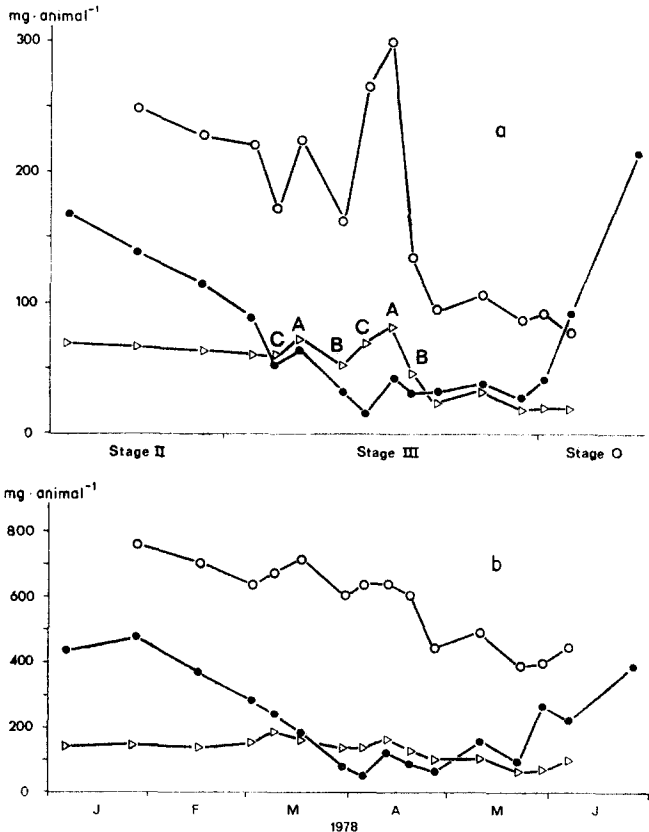 mg·animal⁻¹
300
a
200
A
A
C
C
100
B
B
0
Stage II Stage III Stage O
mg·animal⁻¹
800
b
600
400
200
0
J F M A M J
1978